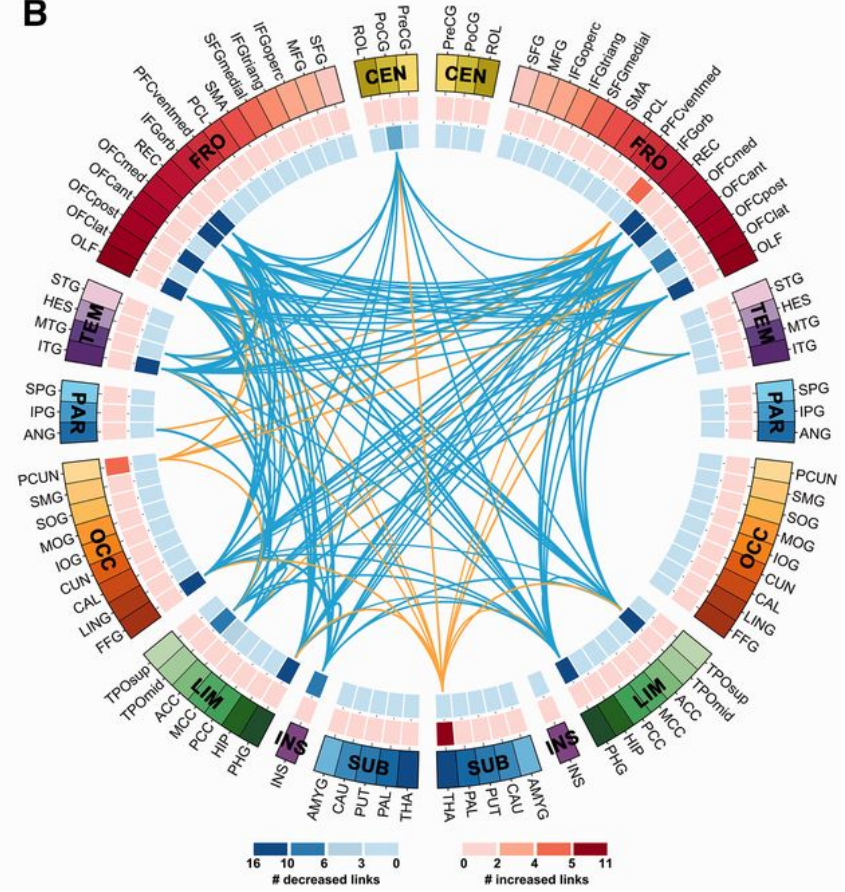 B
ROL
PoCG
PreCG
CEN
PreCG
PoCG
ROL
CEN
SFG
MFG
IFGoperc
IFGtriang
SFGmedial
SMA
PCL
PFCventmed
IFGorb
REC
OFCmed
OFCant
OFCpost
OFClat
OLF
FRO
SFG
MFG
IFGoperc
IFGtriang
SFGmedial
SMA
PCL
PFCventmed
IFGorb
REC
OFCmed
OFCant
OFCpost
OFClat
OLF
FRO
STG
HES
MTG
ITG
TEM
STG
HES
MTG
ITG
TEM
SPG
IPG
ANG
PAR
SPG
IPG
ANG
PAR
PCUN
SMG
SOG
MOG
IOG
CUN
CAL
LING
FFG
OCC
PCUN
SMG
SOG
MOG
IOG
CUN
CAL
LING
FFG
OCC
TPOsup
TPOmid
ACC
MCC
PCC
HIP
PHG
LIM
TPOsup
TPOmid
ACC
MCC
PCC
HIP
PHG
LIM
INS
INS
INS
INS
AMYG
CAU
PUT
PAL
THA
SUB
THA
PAL
PUT
CAU
AMYG
SUB
16 10 6 3 0
# decreased links
0 2 4 5 11
# increased links